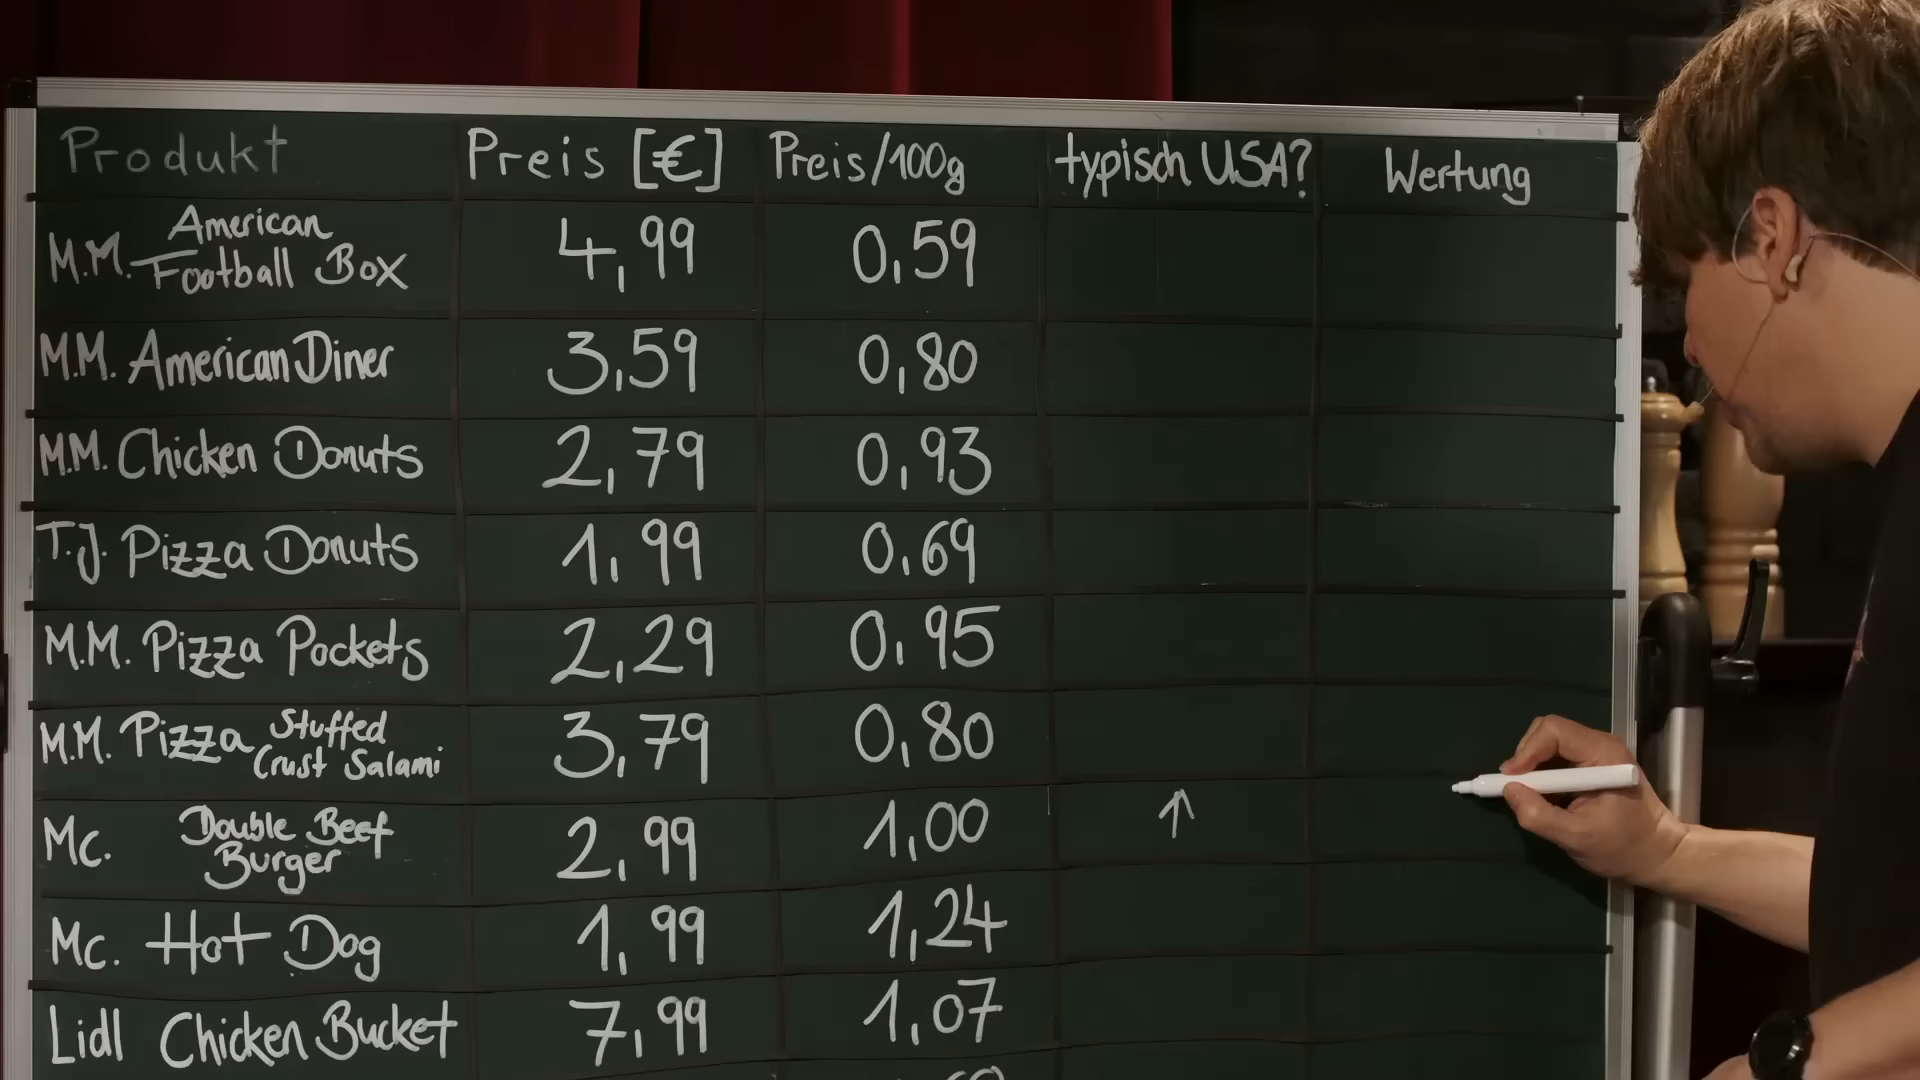 Produkt Preis [€] Preis/100g typisch USA? Wertung
M.M. American Football Box 4,99 0,59
M.M. American Diner 3,59 0,80
M.M. Chicken Donuts 2,79 0,93
T.J. Pizza Donuts 1,99 0,69
M.M. Pizza Pockets 2,29 0,95
M.M. Pizza Stuffed Crust Salami 3,79 0,80
Mc. Double Beef Burger 2,99 1,00 ↑
Mc. Hot Dog 1,99 1,24
Lidl Chicken Bucket 7,99 1,07